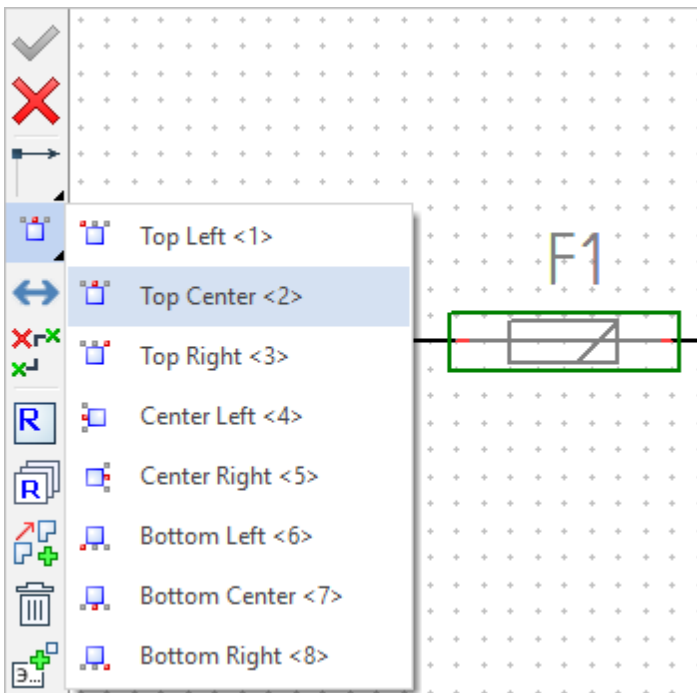 F1
Top Left <1>
Top Center <2>
Top Right <3>
Center Left <4>
Center Right <5>
Bottom Left <6>
Bottom Center <7>
Bottom Right <8>
R
R
Э...